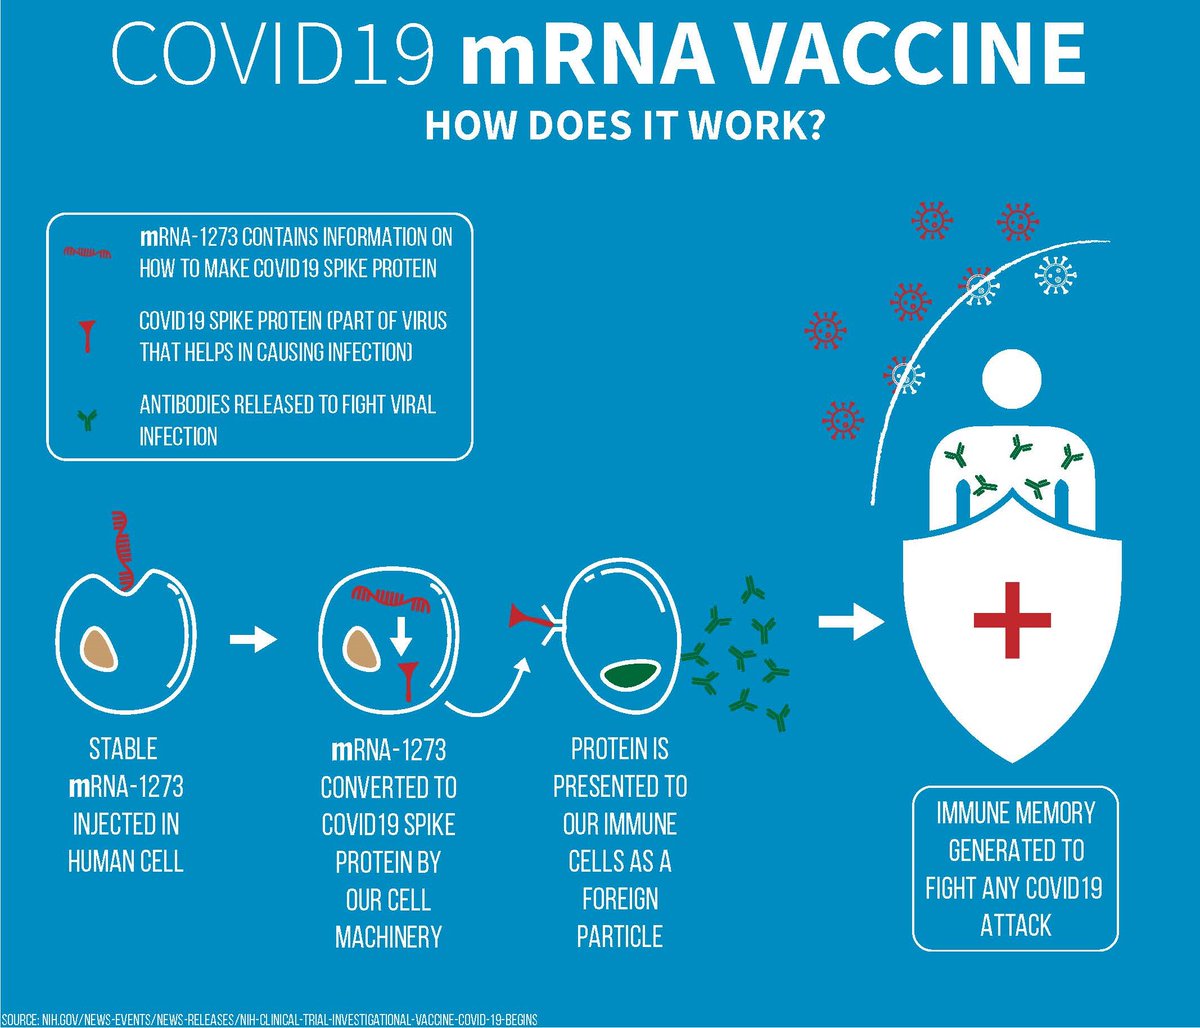 COVID19 mRNA VACCINE
HOW DOES IT WORK?
mRNA-1273 CONTAINS INFORMATION ON
HOW TO MAKE COVID19 SPIKE PROTEIN
COVID19 SPIKE PROTEIN (PART OF VIRUS
THAT HELPS IN CAUSING INFECTION)
ANTIBODIES RELEASED TO FIGHT VIRAL
INFECTION
STABLE
mRNA-1273
INJECTED IN
HUMAN CELL
mRNA-1273
CONVERTED TO
COVID19 SPIKE
PROTEIN BY
OUR CELL
MACHINERY
PROTEIN IS
PRESENTED TO
OUR IMMUNE
CELLS AS A
FOREIGN
PARTICLE
IMMUNE MEMORY
GENERATED TO
FIGHT ANY COVID19
ATTACK
SOURCE: NIH.GOV/NEWS-EVENTS/NEWS-RELEASES/NIH-CLINICAL-TRIAL-INVESTIGATIONAL-VACCINE-COVID-19-BEGINS